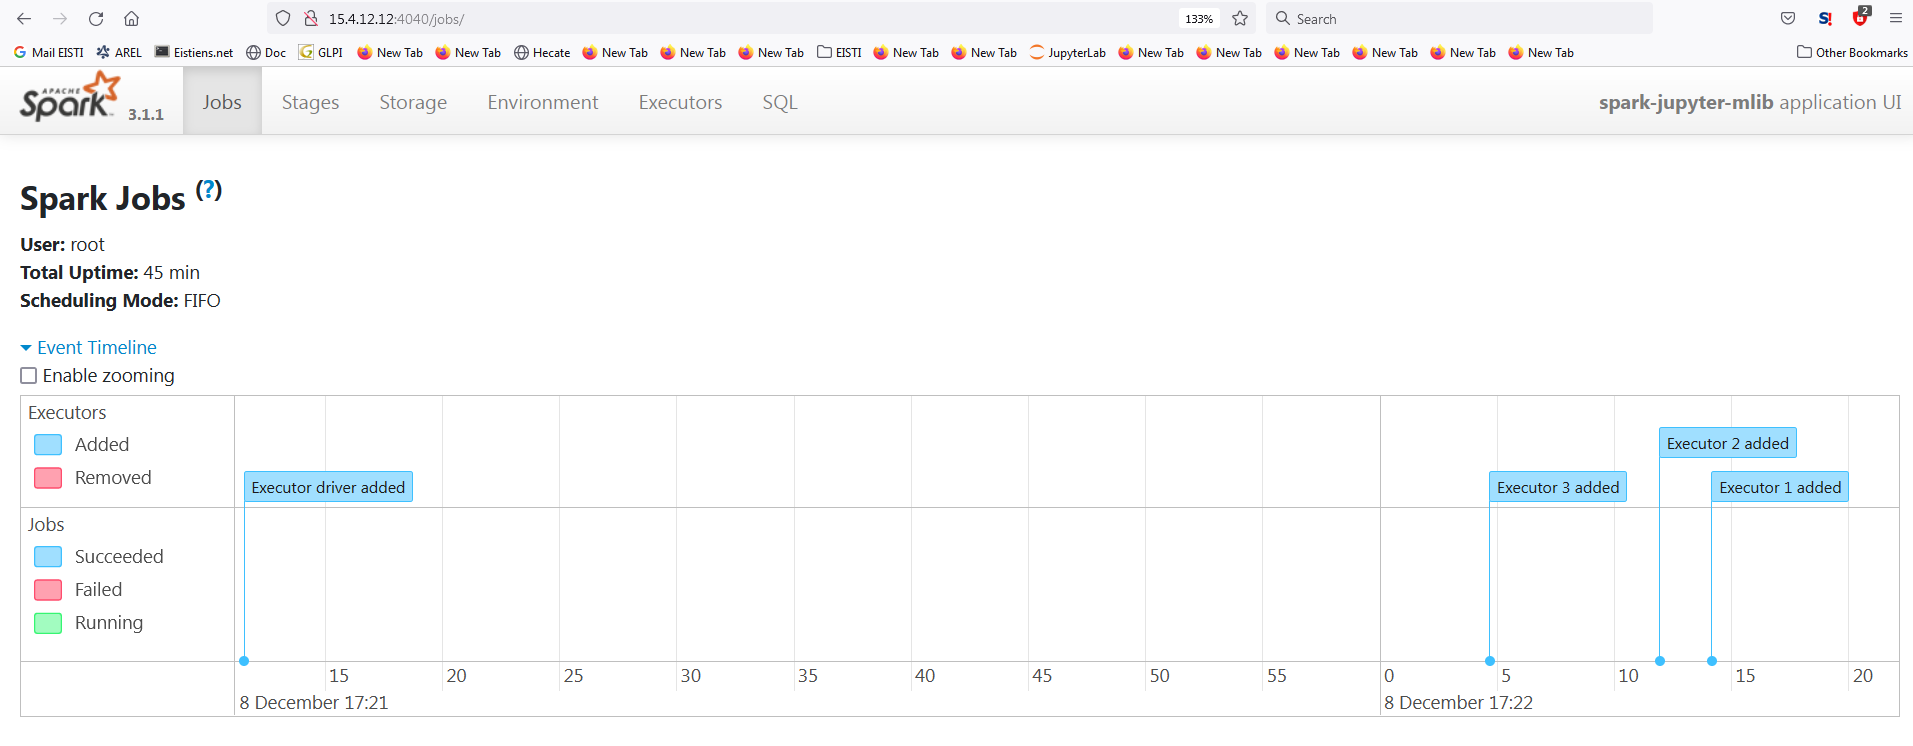 15.4.12.12:4040/jobs/ 133% Search 2
Mail EISTI AREL Eistiens.net Doc GLPI New Tab New Tab Hecate New Tab New Tab New Tab EISTI New Tab New Tab JupyterLab New Tab New Tab New Tab New Tab New Tab New Tab Other Bookmarks
APACHE Spark 3.1.1 Jobs Stages Storage Environment Executors SQL spark-jupyter-mlib application UI
Spark Jobs (?)
User: root
Total Uptime: 45 min
Scheduling Mode: FIFO
Event Timeline
Enable zooming
Executors
Added
Removed
Executor driver added
Executor 3 added
Executor 2 added
Executor 1 added
Jobs
Succeeded
Failed
Running
15 20 25 30 35 40 45 50 55 0 5 10 15 20
8 December 17:21 8 December 17:22